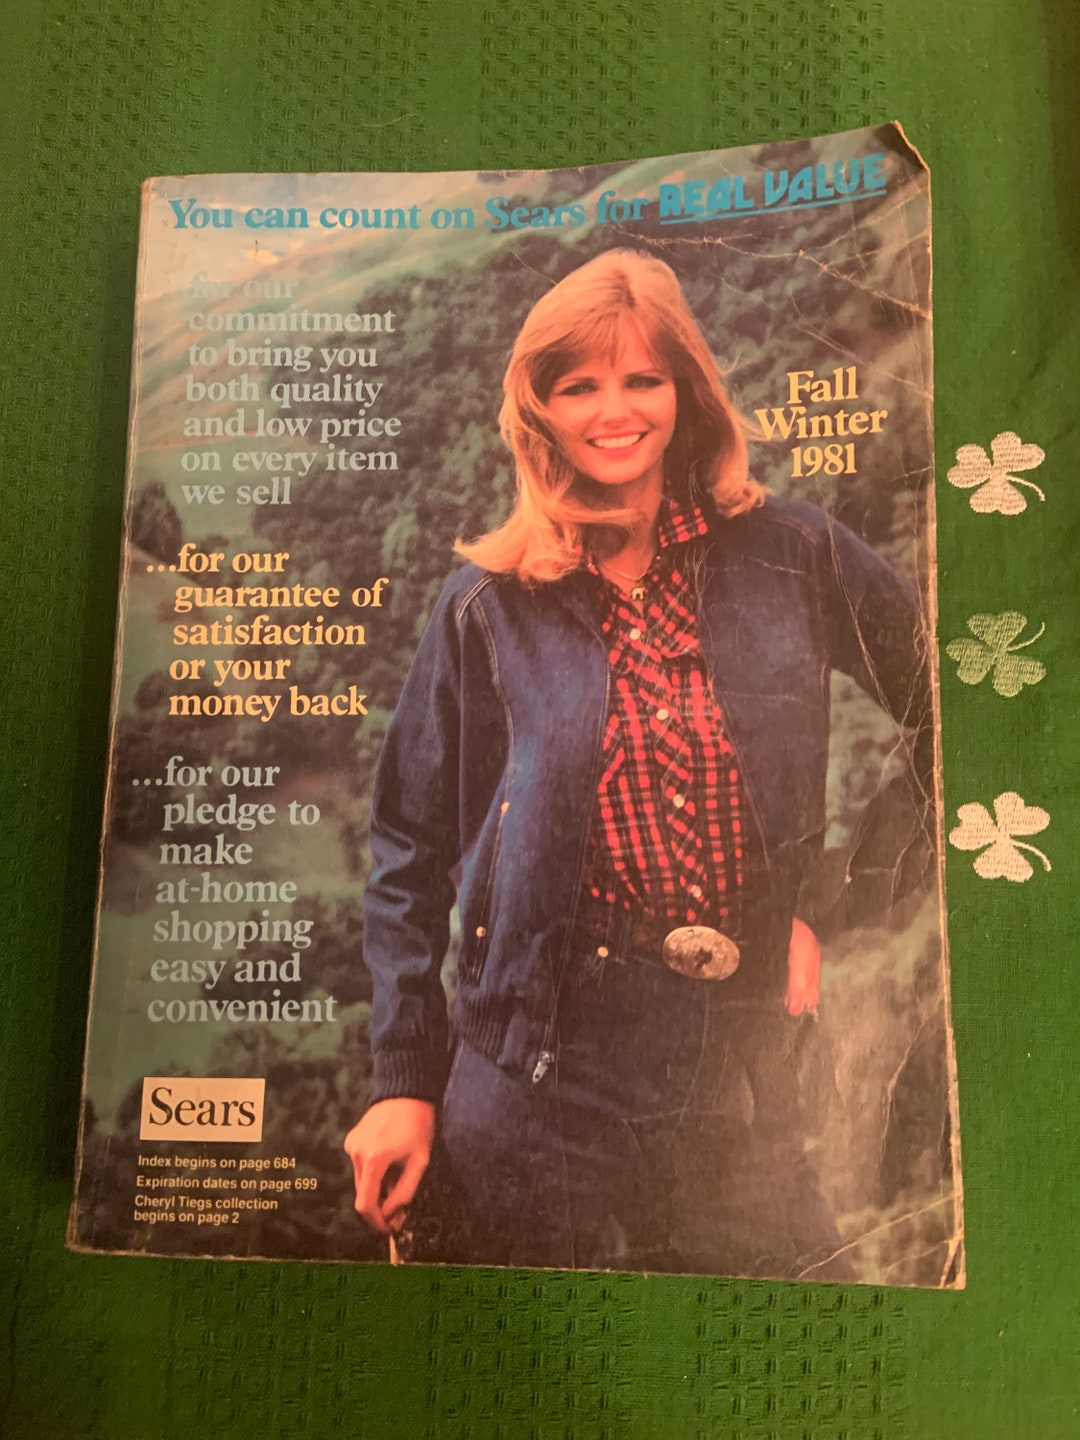 You can count on Sears for REAL VALUE
...for our
commitment
to bring you
both quality
and low price
on every item
we sell
Fall
Winter
1981
...for our
guarantee of
satisfaction
or your
money back
...for our
pledge to
make
at-home
shopping
easy and
convenient
Sears
Index begins on page 684
Expiration dates on page 699
Cheryl Tiegs collection
begins on page 2